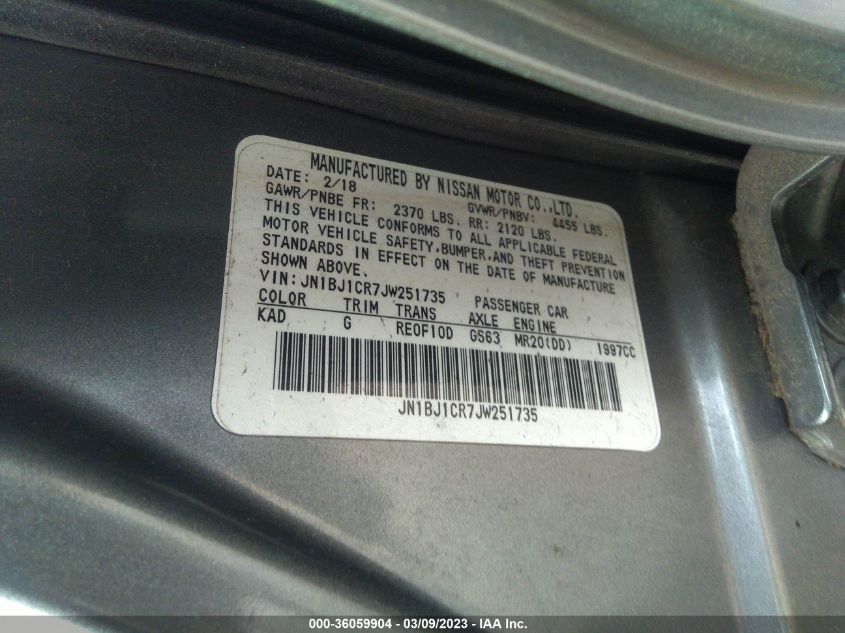 MANUFACTURED BY NISSAN MOTOR CO.,LTD.
DATE: 2/18 GVWR/PNBV: 4455 LBS.
GAWR/PNBE FR: 2370 LBS. RR: 2120 LBS.
THIS VEHICLE CONFORMS TO ALL APPLICABLE FEDERAL
MOTOR VEHICLE SAFETY,BUMPER,AND THEFT PREVENTION
STANDARDS IN EFFECT ON THE DATE OF MANUFACTURE
SHOWN ABOVE.
VIN:JN1BJ1CR7JW251735 PASSENGER CAR
COLOR TRIM TRANS AXLE ENGINE
KAD G RE0F10D GS63 MR20(DD) 1997CC
JN1BJ1CR7JW251735
000-36059904 - 03/09/2023 - IAA Inc.